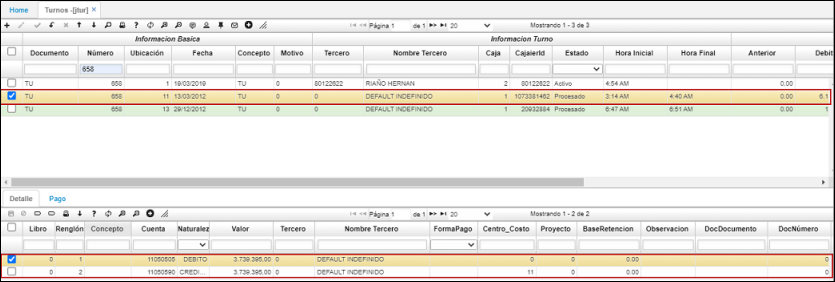 Home Turnos -[jtur] ×
Página 1 de 1 20 Mostrando 1 - 3 de 3
Informacion Basica Informacion Turno
Documento Número Ubicación Fecha Concepto Motivo Tercero Nombre Tercero Caja CajaierId Estado Hora Inicial Hora Final Anterior Debit
658
TU 658 1 19/03/2019 TU 0 80122622 RIAÑO HERNAN 2 80122622 Activo 4:54 AM 0.00
TU 658 11 13/03/2012 TU 0 0 DEFAULT INDEFINIDO 1 1073381462 Procesado 3:14 AM 4:40 AM 0.00 6.1
TU 658 13 29/12/2012 TU 0 0 DEFAULT INDEFINIDO 1 20932884 Procesado 6:47 AM 6:51 AM 0.00 1
Detalle Pago
Página 1 de 1 20 Mostrando 1 - 2 de 2
Libro Renglón Concepto Cuenta Naturalez Valor Tercero Nombre Tercero FormaPago Centro_Costo Proyecto BaseRetencion Observacion DocDocumento DocNúmero
0 1 11050505 DEBITO 3.739.395,00 0 DEFAULT INDEFINIDO 0 0 0.00 0
0 2 11050590 CREDI... 3.739.395,00 0 DEFAULT INDEFINIDO 11 0 0.00 0